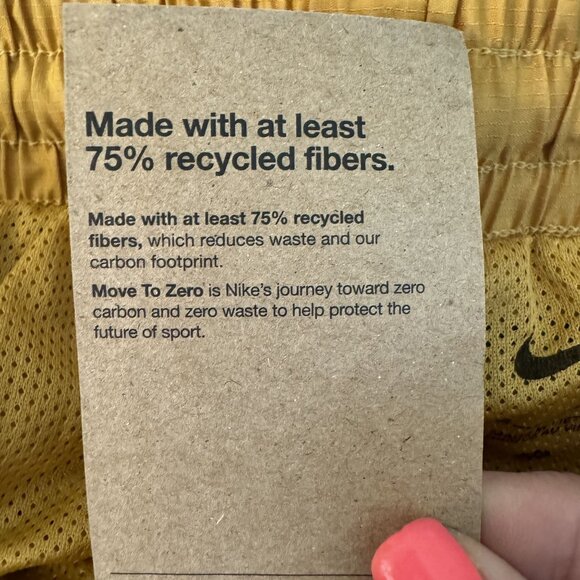 Made with at least
75% recycled fibers.
Made with at least 75% recycled
fibers, which reduces waste and our
carbon footprint.
Move To Zero is Nike's journey toward zero
carbon and zero waste to help protect the
future of sport.